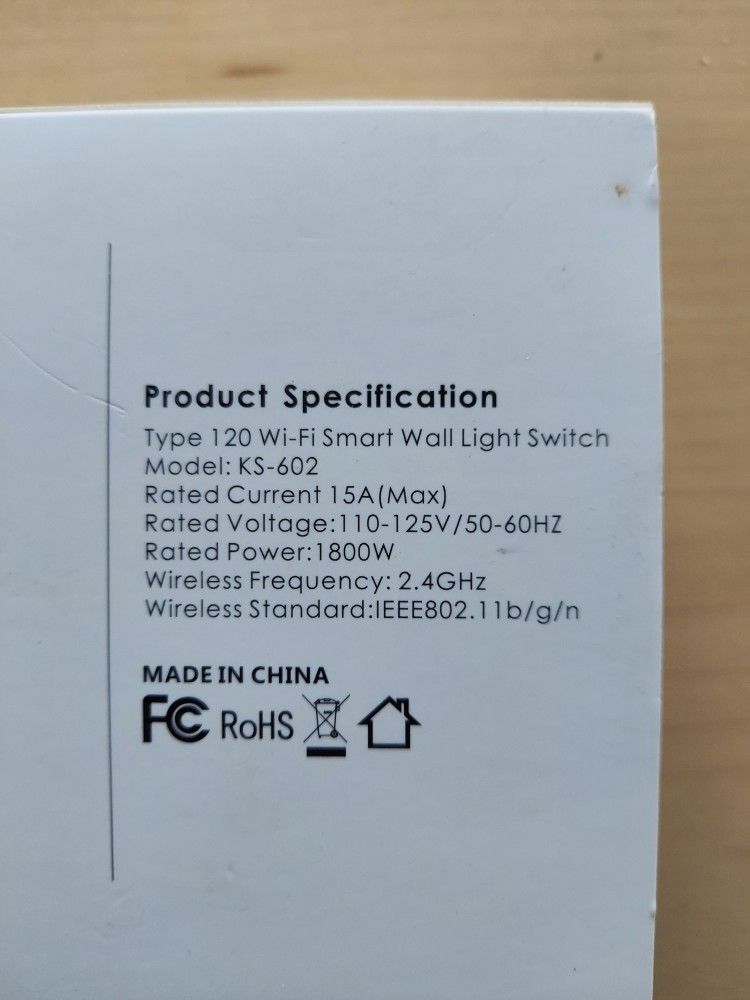 Product Specification
Type 120 Wi-Fi Smart Wall Light Switch
Model: KS-602
Rated Current 15A(Max)
Rated Voltage:110-125V/50-60HZ
Rated Power:1800W
Wireless Frequency: 2.4GHz
Wireless Standard:IEEE802.11b/g/n
MADE IN CHINA
FC RoHS